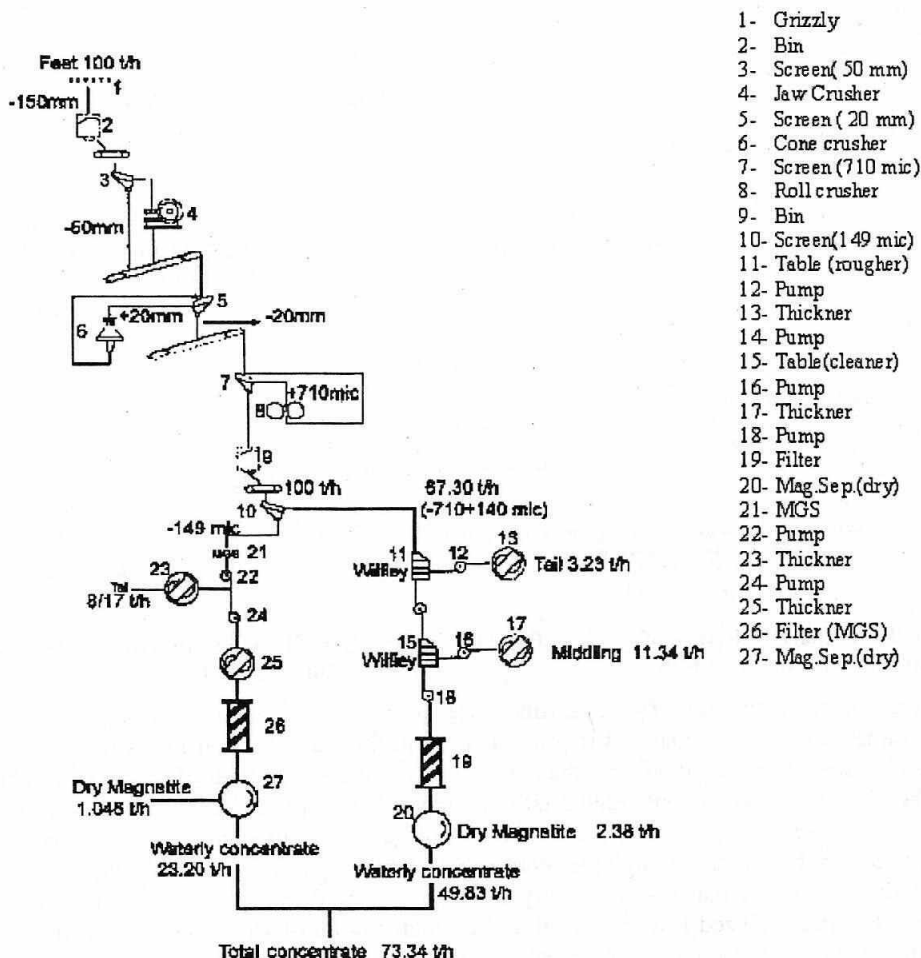 Feet 100 t/h
1
-150mm
2
3
4
-50mm
5
+20mm
-20mm
6
7
+710mic
8
9
100 t/h
67.30 t/h
(-710+140 mic)
10
-149 mic
MGS 21
11
12
13
Wilfley
Tail 3.23 t/h
23
22
Tail
8/17 t/h
24
15
16
17
Wilfley
Middling 11.34 t/h
25
18
26
19
27
Dry Magnatite
1.046 t/h
20
Dry Magnatite 2.38 t/h
Waterly concentrate
23.20 t/h
Waterly concentrate
49.83 t/h
Total concentrate 73.34 t/h
1- Grizzly
2- Bin
3- Screen( 50 mm)
4- Jaw Crusher
5- Screen ( 20 mm)
6- Cone crusher
7- Screen (710 mic)
8- Roll crusher
9- Bin
10- Screen(149 mic)
11- Table (rougher)
12- Pump
13- Thickner
14- Pump
15- Table(cleaner)
16- Pump
17- Thickner
18- Pump
19- Filter
20- Mag.Sep.(dry)
21- MGS
22- Pump
23- Thickner
24- Pump
25- Thickner
26- Filter (MGS)
27- Mag.Sep.(dry)